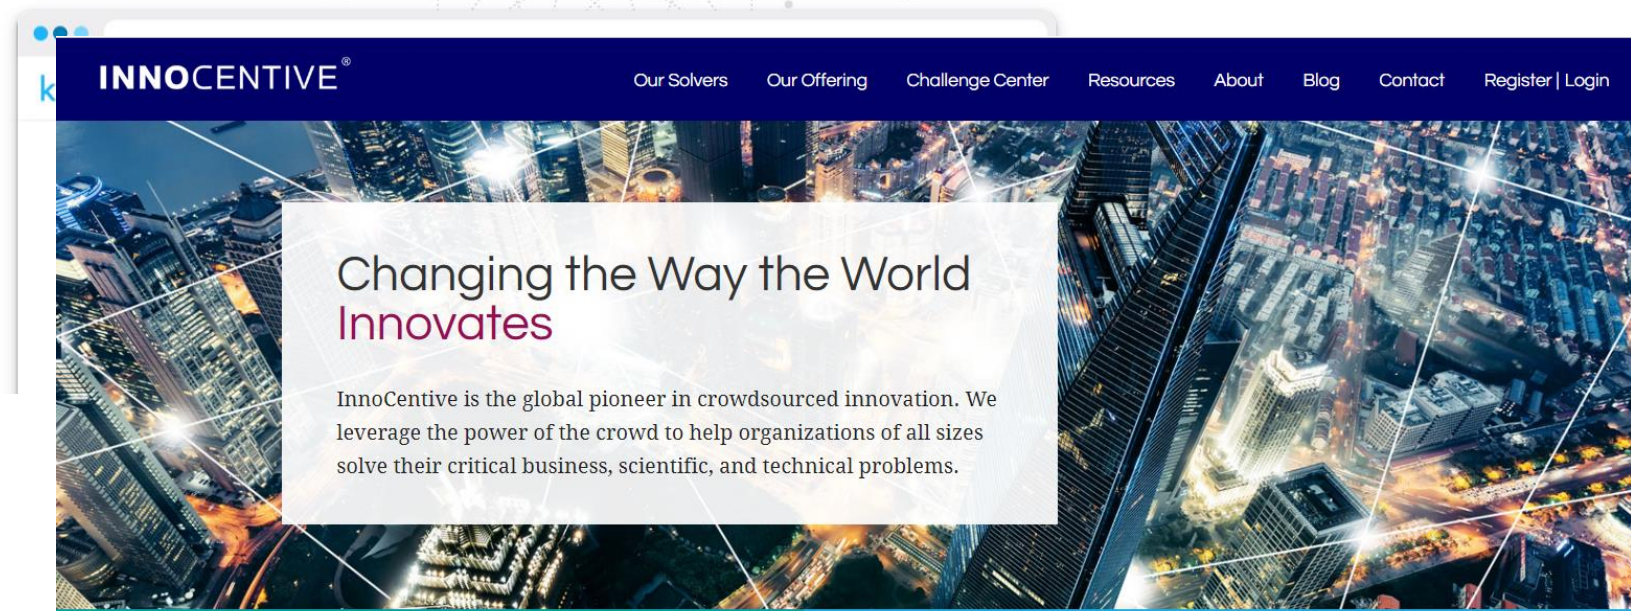 k
INNOCENTIVE®
Our Solvers Our Offering Challenge Center Resources About Blog Contact Register | Login
Changing the Way the World
Innovates
InnoCentive is the global pioneer in crowdsourced innovation. We
leverage the power of the crowd to help organizations of all sizes
solve their critical business, scientific, and technical problems.